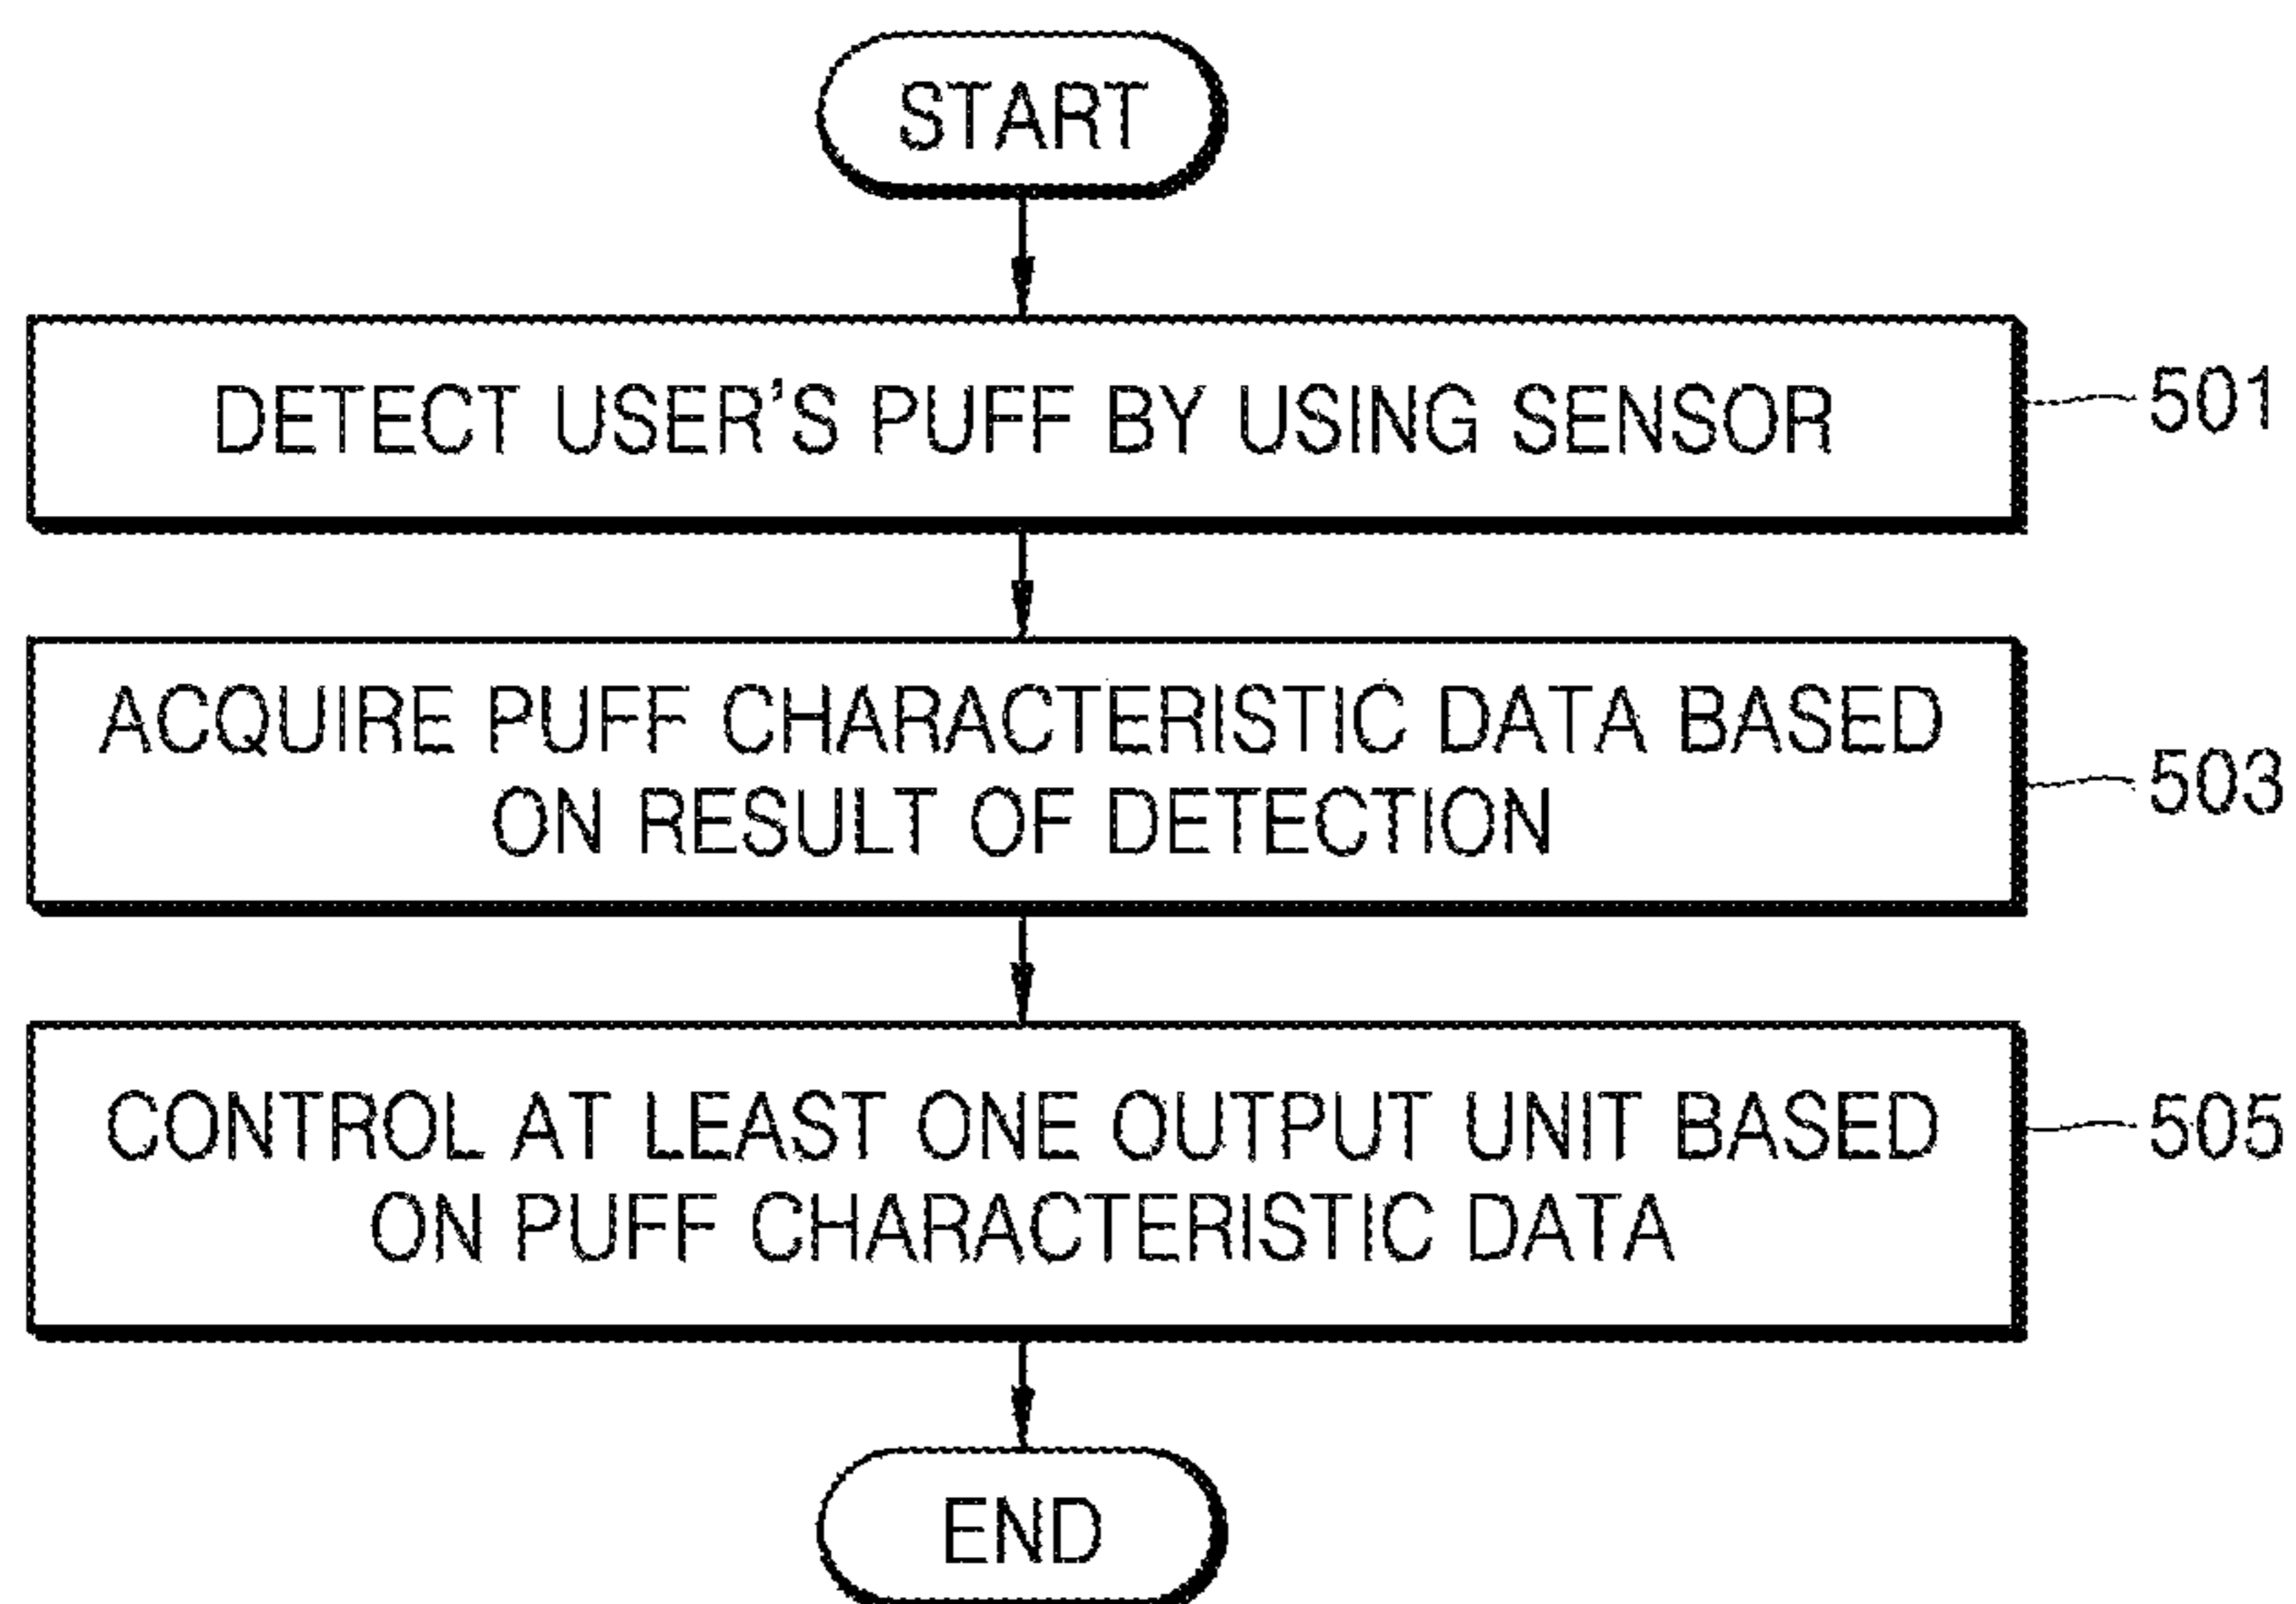 START
DETECT USER'S PUFF BY USING SENSOR
501
ACQUIRE PUFF CHARACTERISTIC DATA BASED
ON RESULT OF DETECTION
503
CONTROL AT LEAST ONE OUTPUT UNIT BASED
ON PUFF CHARACTERISTIC DATA
505
END